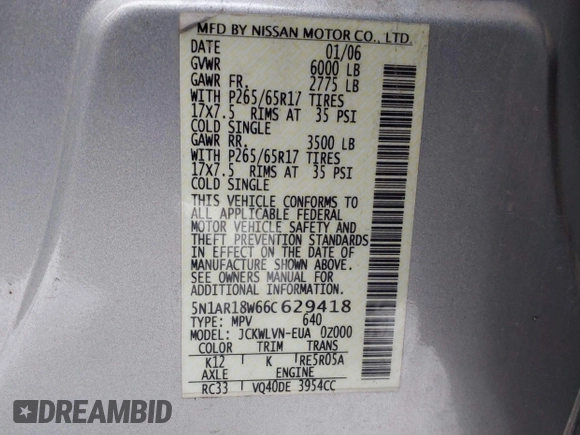 MFD BY NISSAN MOTOR CO., LTD.
DATE 01/06
GVWR 6000 LB
GAWR FR. 2775 LB
WITH P265/65R17 TIRES
17X7.5 RIMS AT 35 PSI
COLD SINGLE
GAWR RR. 3500 LB
WITH P265/65R17 TIRES
17X7.5 RIMS AT 35 PSI
COLD SINGLE
THIS VEHICLE CONFORMS TO
ALL APPLICABLE FEDERAL
MOTOR VEHICLE SAFETY AND
THEFT PREVENTION STANDARDS
IN EFFECT ON THE DATE OF
MANUFACTURE SHOWN ABOVE.
SEE OWNERS MANUAL FOR
ADDITIONAL INFORMATION
5N1AR18W66C629418
TYPE: MPV 640
MODEL: JCKWLVN-EUA 0Z000
COLOR TRIM TRANS
K12 K RE5R05A
AXLE ENGINE
RC33 VQ40DE 3954CC
DREAMBID